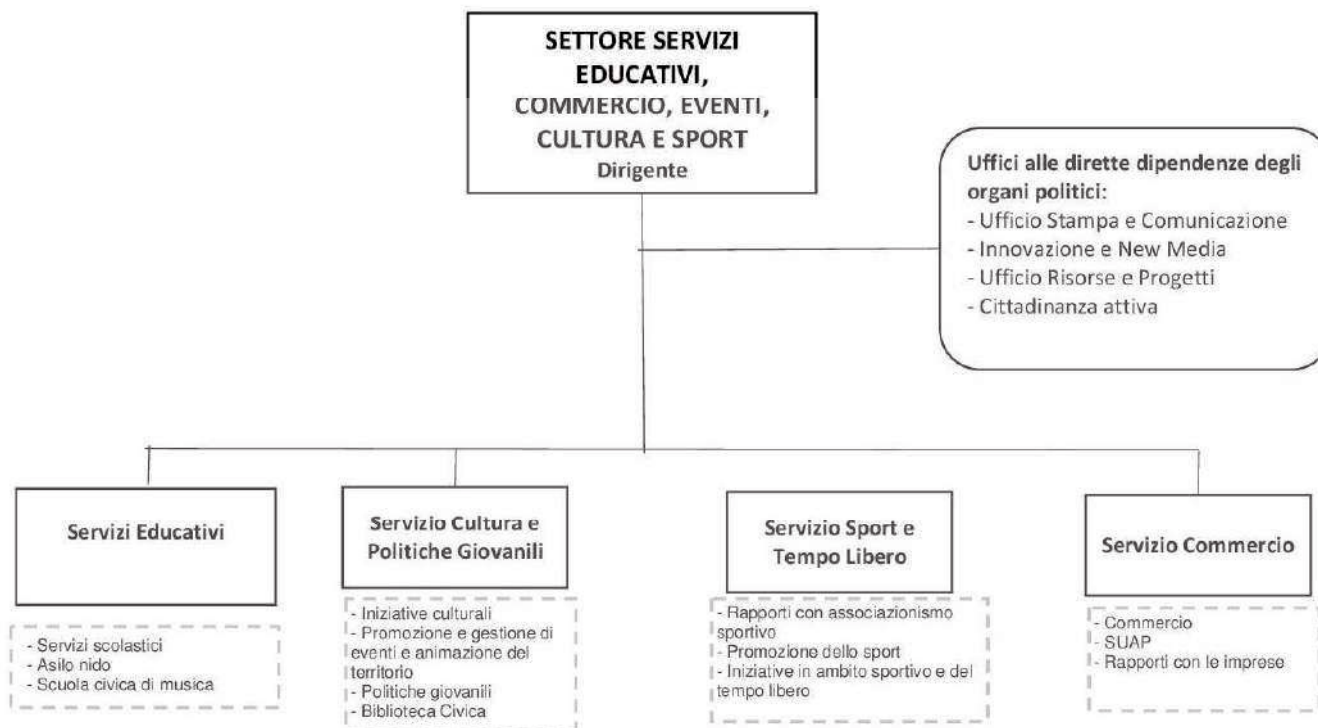 SETTORE SERVIZI
EDUCATIVI,
COMMERCIO, EVENTI,
CULTURA E SPORT
Dirigente
Uffici alle dirette dipendenze degli
organi politici:
- Ufficio Stampa e Comunicazione
- Innovazione e New Media
- Ufficio Risorse e Progetti
- Cittadinanza attiva
Servizi Educativi
- Servizi scolastici
- Asilo nido
- Scuola civica di musica
Servizio Cultura e
Politiche Giovanili
- Iniziative culturali
- Promozione e gestione di
eventi e animazione del
territorio
- Politiche giovanili
- Biblioteca Civica
Servizio Sport e
Tempo Libero
- Rapporti con associazionismo
sportivo
- Promozione dello sport
- Iniziative in ambito sportivo e del
tempo libero
Servizio Commercio
- Commercio
- SUAP
- Rapporti con le imprese